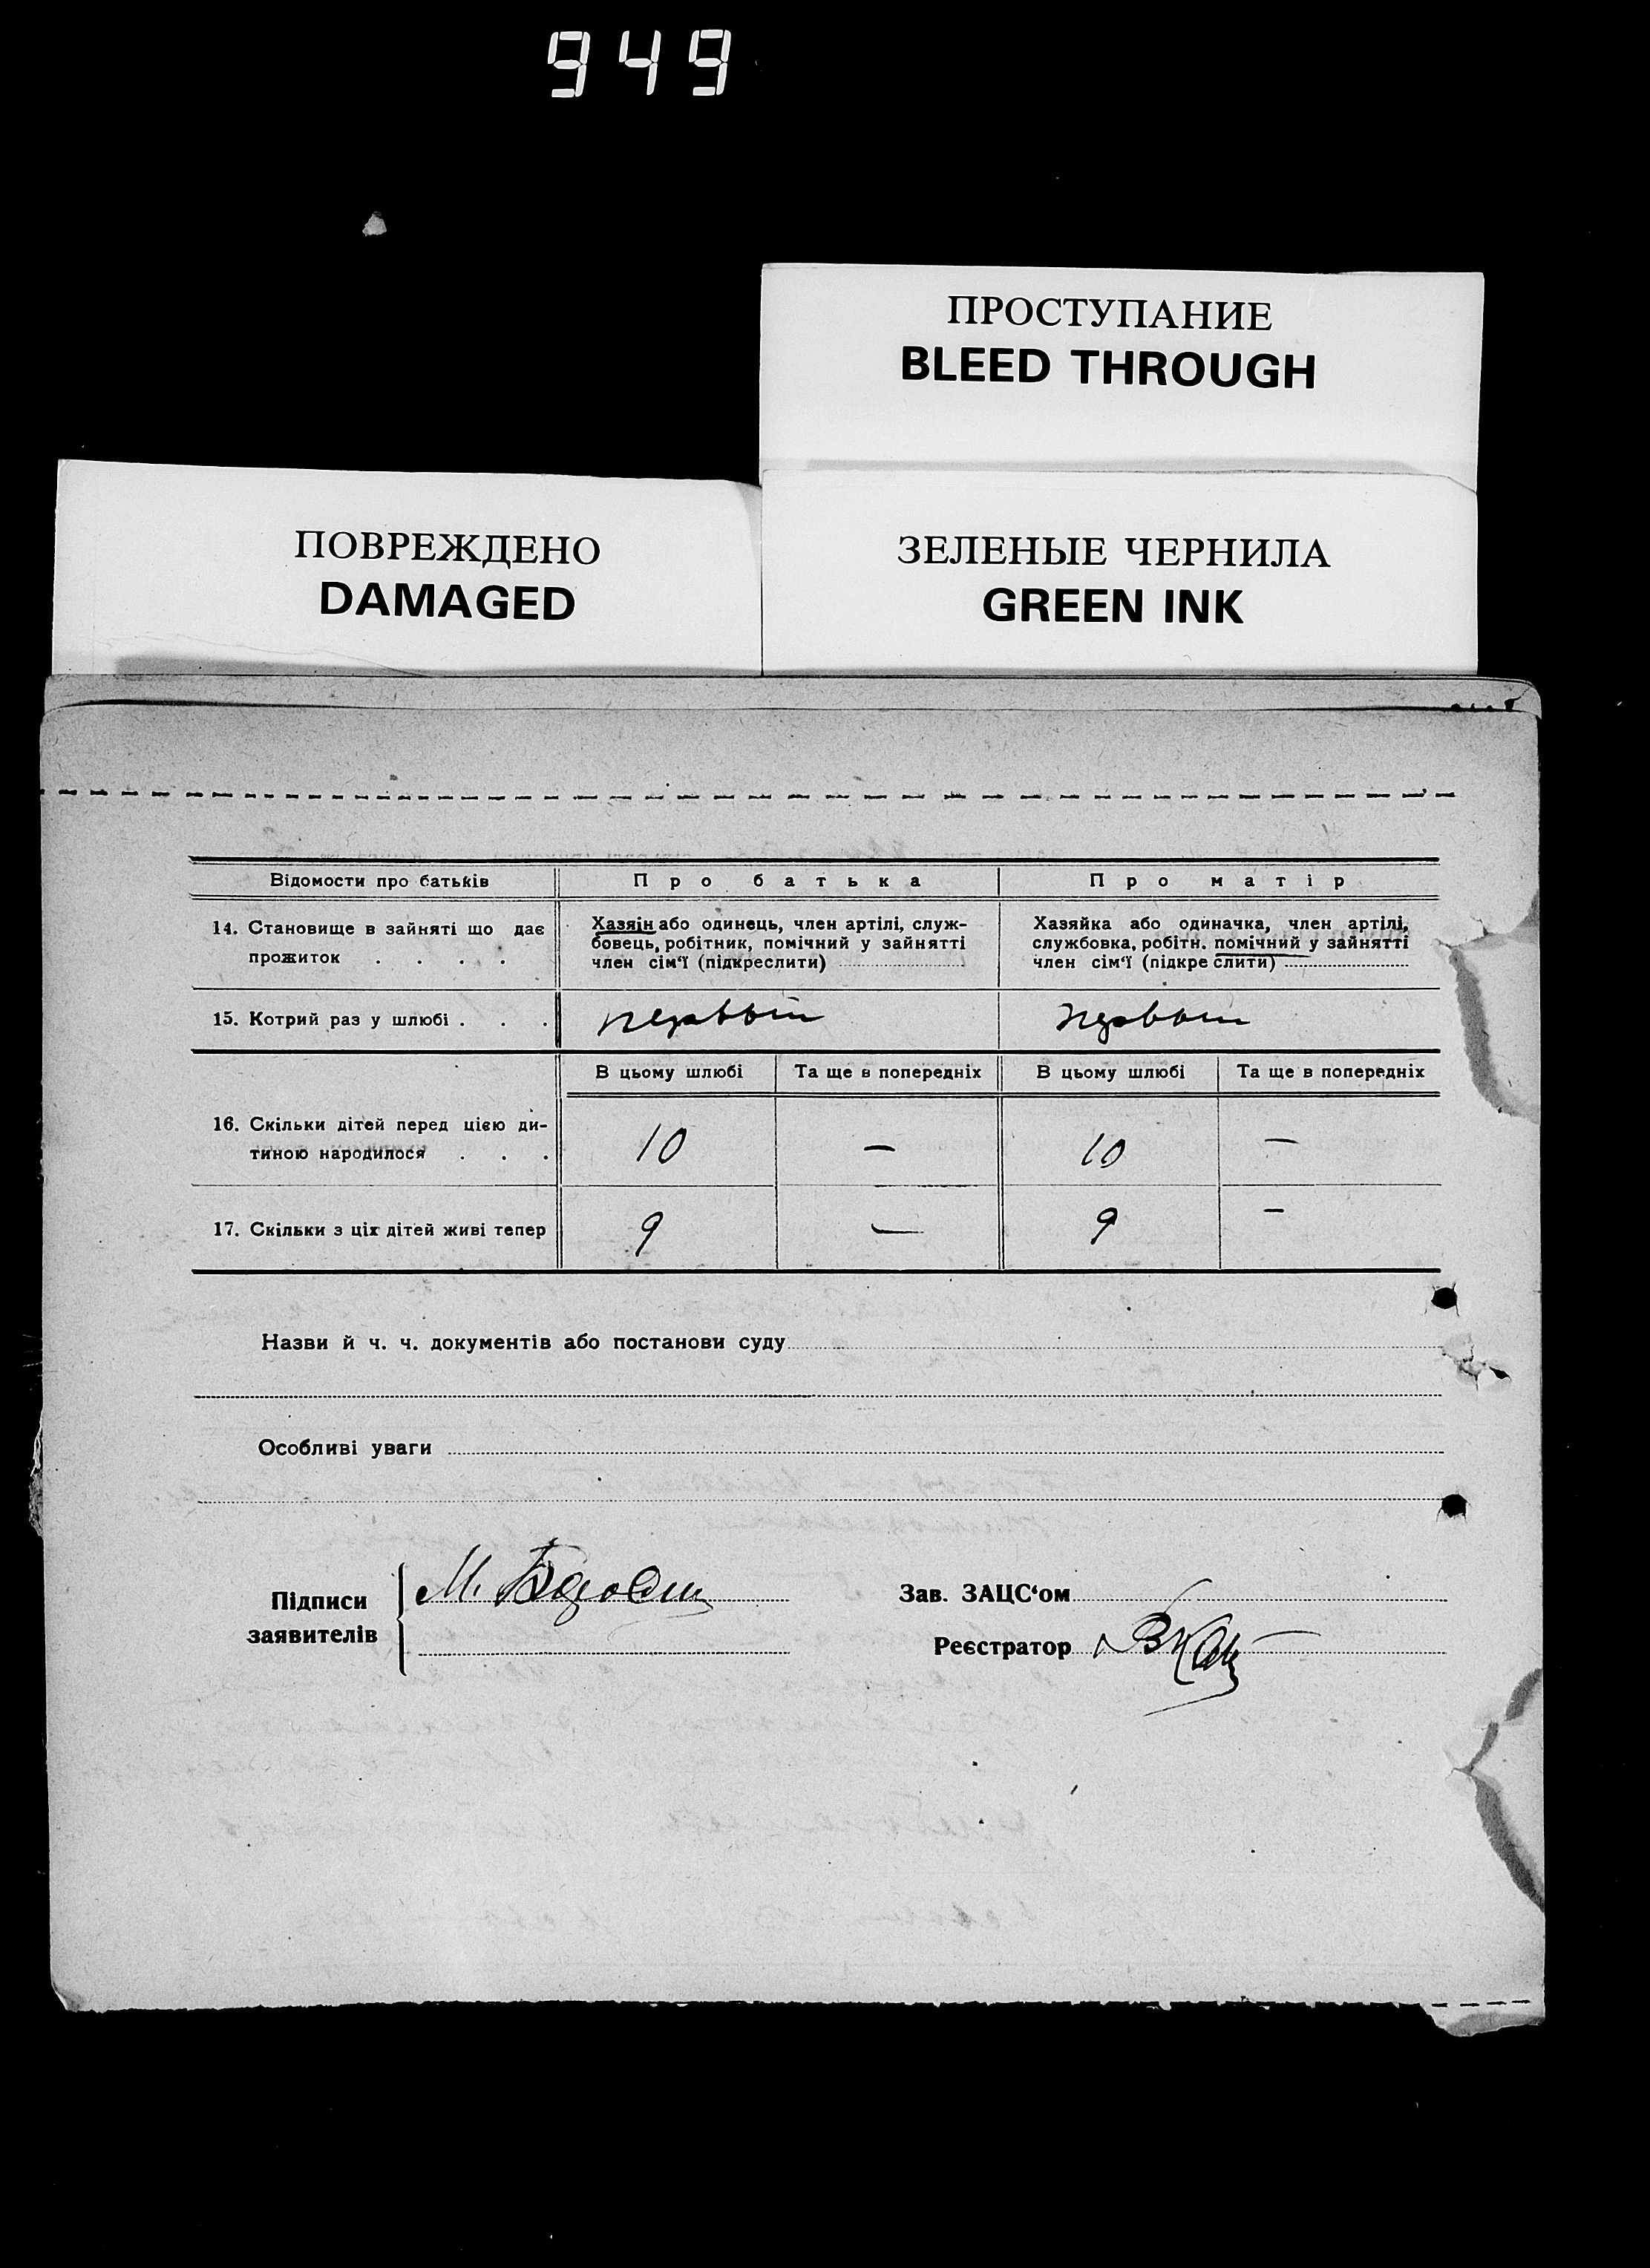 949
ПРОСТУПАНИЕ
BLEED THROUGH
ПОВРЕЖДЕНО
DAMAGED
ЗЕЛЕНЫЕ ЧЕРНИЛА
GREEN INK
Відомости про батьків
Про батька
Про матір
14. Становище в зайняті що дає
прожиток . . . .
Хазяїн або одинець, член артілі, служ-
бовець, робітник, помічний у зайнятті
член сім'ї (підкреслити)
Хазяйка або одиначка, член артілі,
службовка, робітн. помічний у зайнятті
член сім'ї (підкреслити)
15. Котрий раз у шлюбі . . .
первый
первый
В цьому шлюбі
Та ще в попередніх
В цьому шлюбі
Та ще в попередніх
16. Скільки дітей перед цією ди-
тиною народилося . . .
10 — 10 —
17. Скільки з ціх дітей живі тепер
9 — 9 —
Назви й ч. ч. документів або постанови суду
Особливі уваги
Підписи
заявителів
М.
Зав. ЗАЦС'ом
Реєстратор